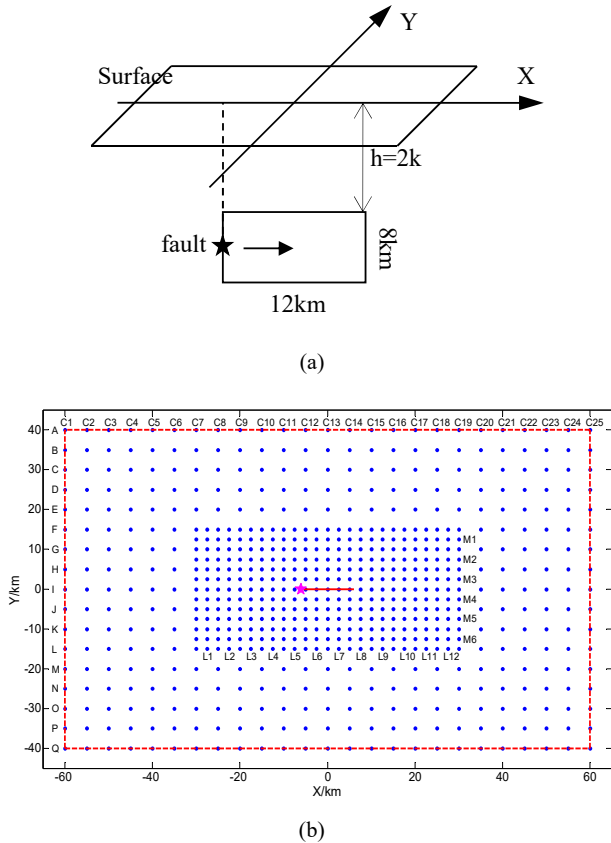 Y
Surface
X
h=2k
fault
8km
12km
(a)
C1 C2 C3 C4 C5 C6 C7 C8 C9 C10 C11 C12 C13 C14 C15 C16 C17 C18 C19 C20 C21 C22 C23 C24 C25
40 A
B
30 C
D
20 E
F
M1
10 G
M2
H
M3
0 I
M4
J
M5
-10 K
M6
L
L1 L2 L3 L4 L5 L6 L7 L8 L9 L10 L11 L12
-20 M
N
-30 O
P
-40 Q
Y/km
-60 -40 -20 0 20 40 60
X/km
(b)